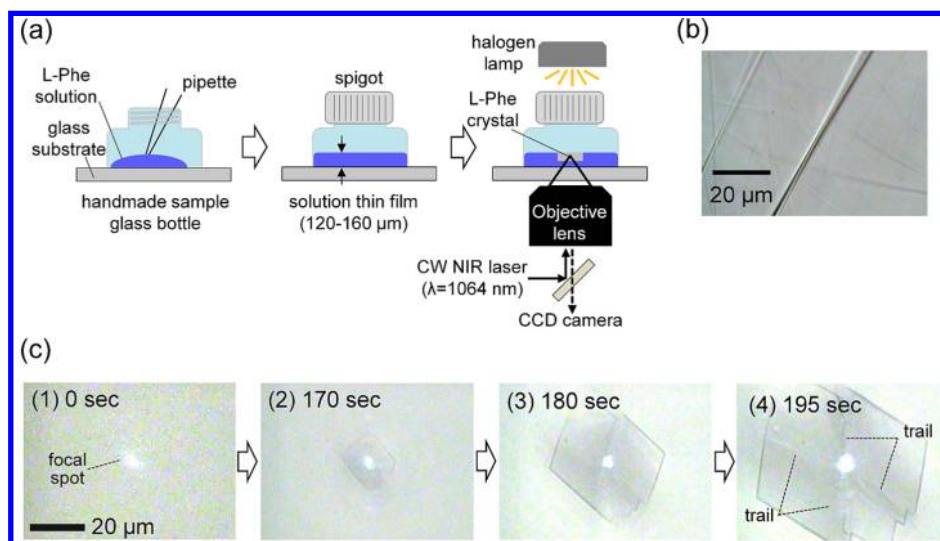 (a)
L-Phe
solution
pipette
glass
substrate
handmade sample
glass bottle
spigot
solution thin film
(120-160 μm)
halogen
lamp
L-Phe
crystal
Objective
lens
CW NIR laser
(λ=1064 nm)
CCD camera
(b)
20 μm
(c)
(1) 0 sec
focal
spot
20 μm
(2) 170 sec
(3) 180 sec
(4) 195 sec
trail
trail